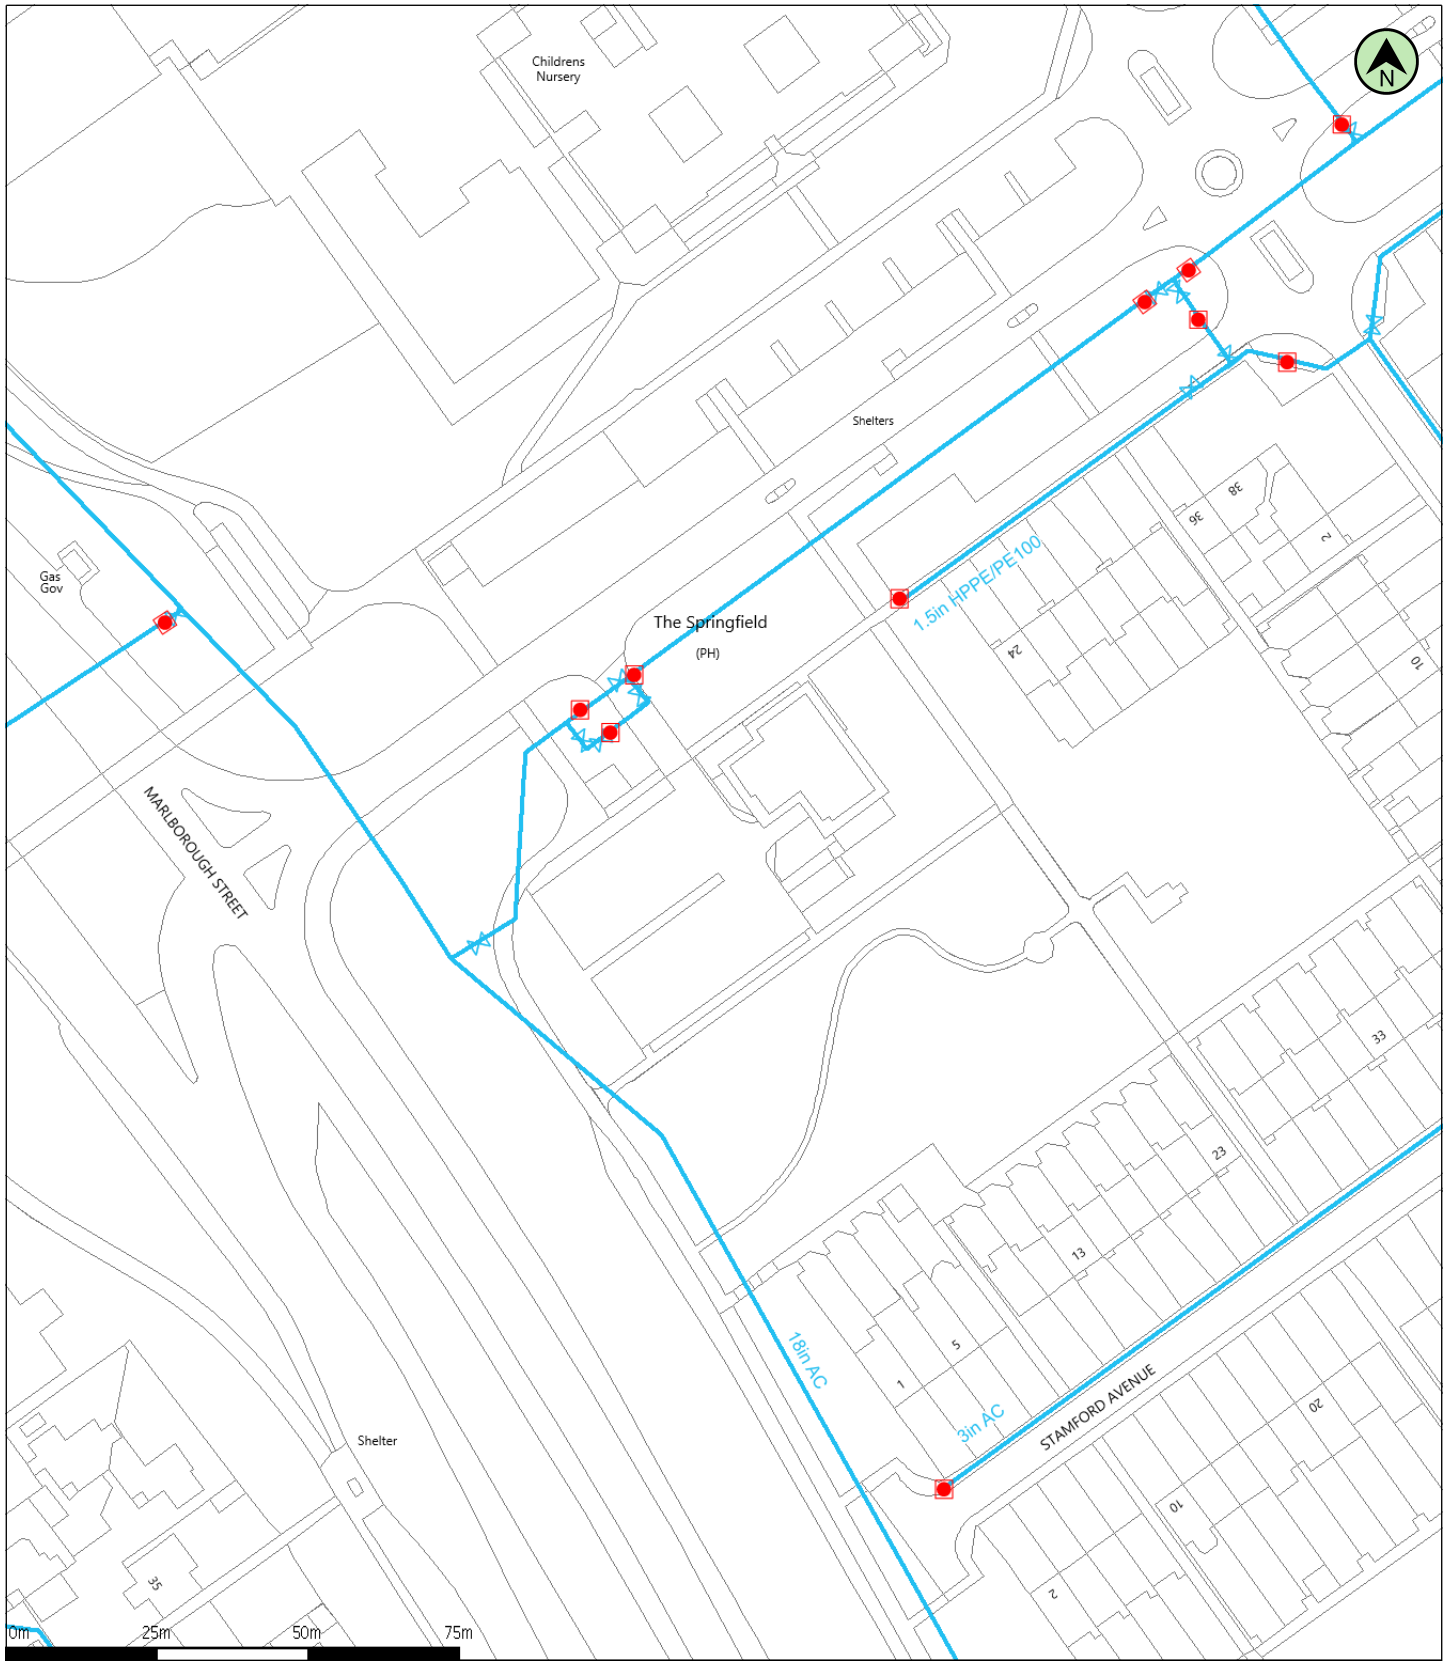 Childrens
Nursery
N
Shelters
38
36
2
Gas
Gov
1.5in HPPE/PE100
The Springfield
(PH)
24
10
MARLBOROUGH STREET
33
23
13
18in AC
5
1
3in AC
STAMFORD AVENUE
20
Shelter
10
35
2
0m
25m
50m
75m